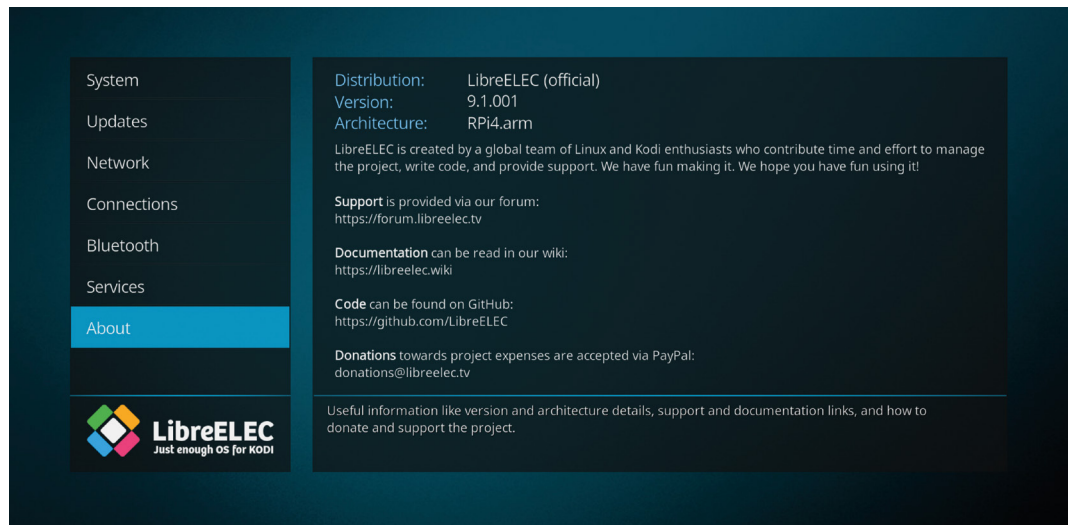 System
Updates
Network
Connections
Bluetooth
Services
About
LibreELEC
Just enough OS for KODI
Distribution: LibreELEC (official)
Version: 9.1.001
Architecture: RPi4.arm
LibreELEC is created by a global team of Linux and Kodi enthusiasts who contribute time and effort to manage
the project, write code, and provide support. We have fun making it. We hope you have fun using it!
Support is provided via our forum:
https://forum.libreelec.tv
Documentation can be read in our wiki:
https://libreelec.wiki
Code can be found on GitHub:
https://github.com/LibreELEC
Donations towards project expenses are accepted via PayPal:
donations@libreelec.tv
Useful information like version and architecture details, support and documentation links, and how to
donate and support the project.